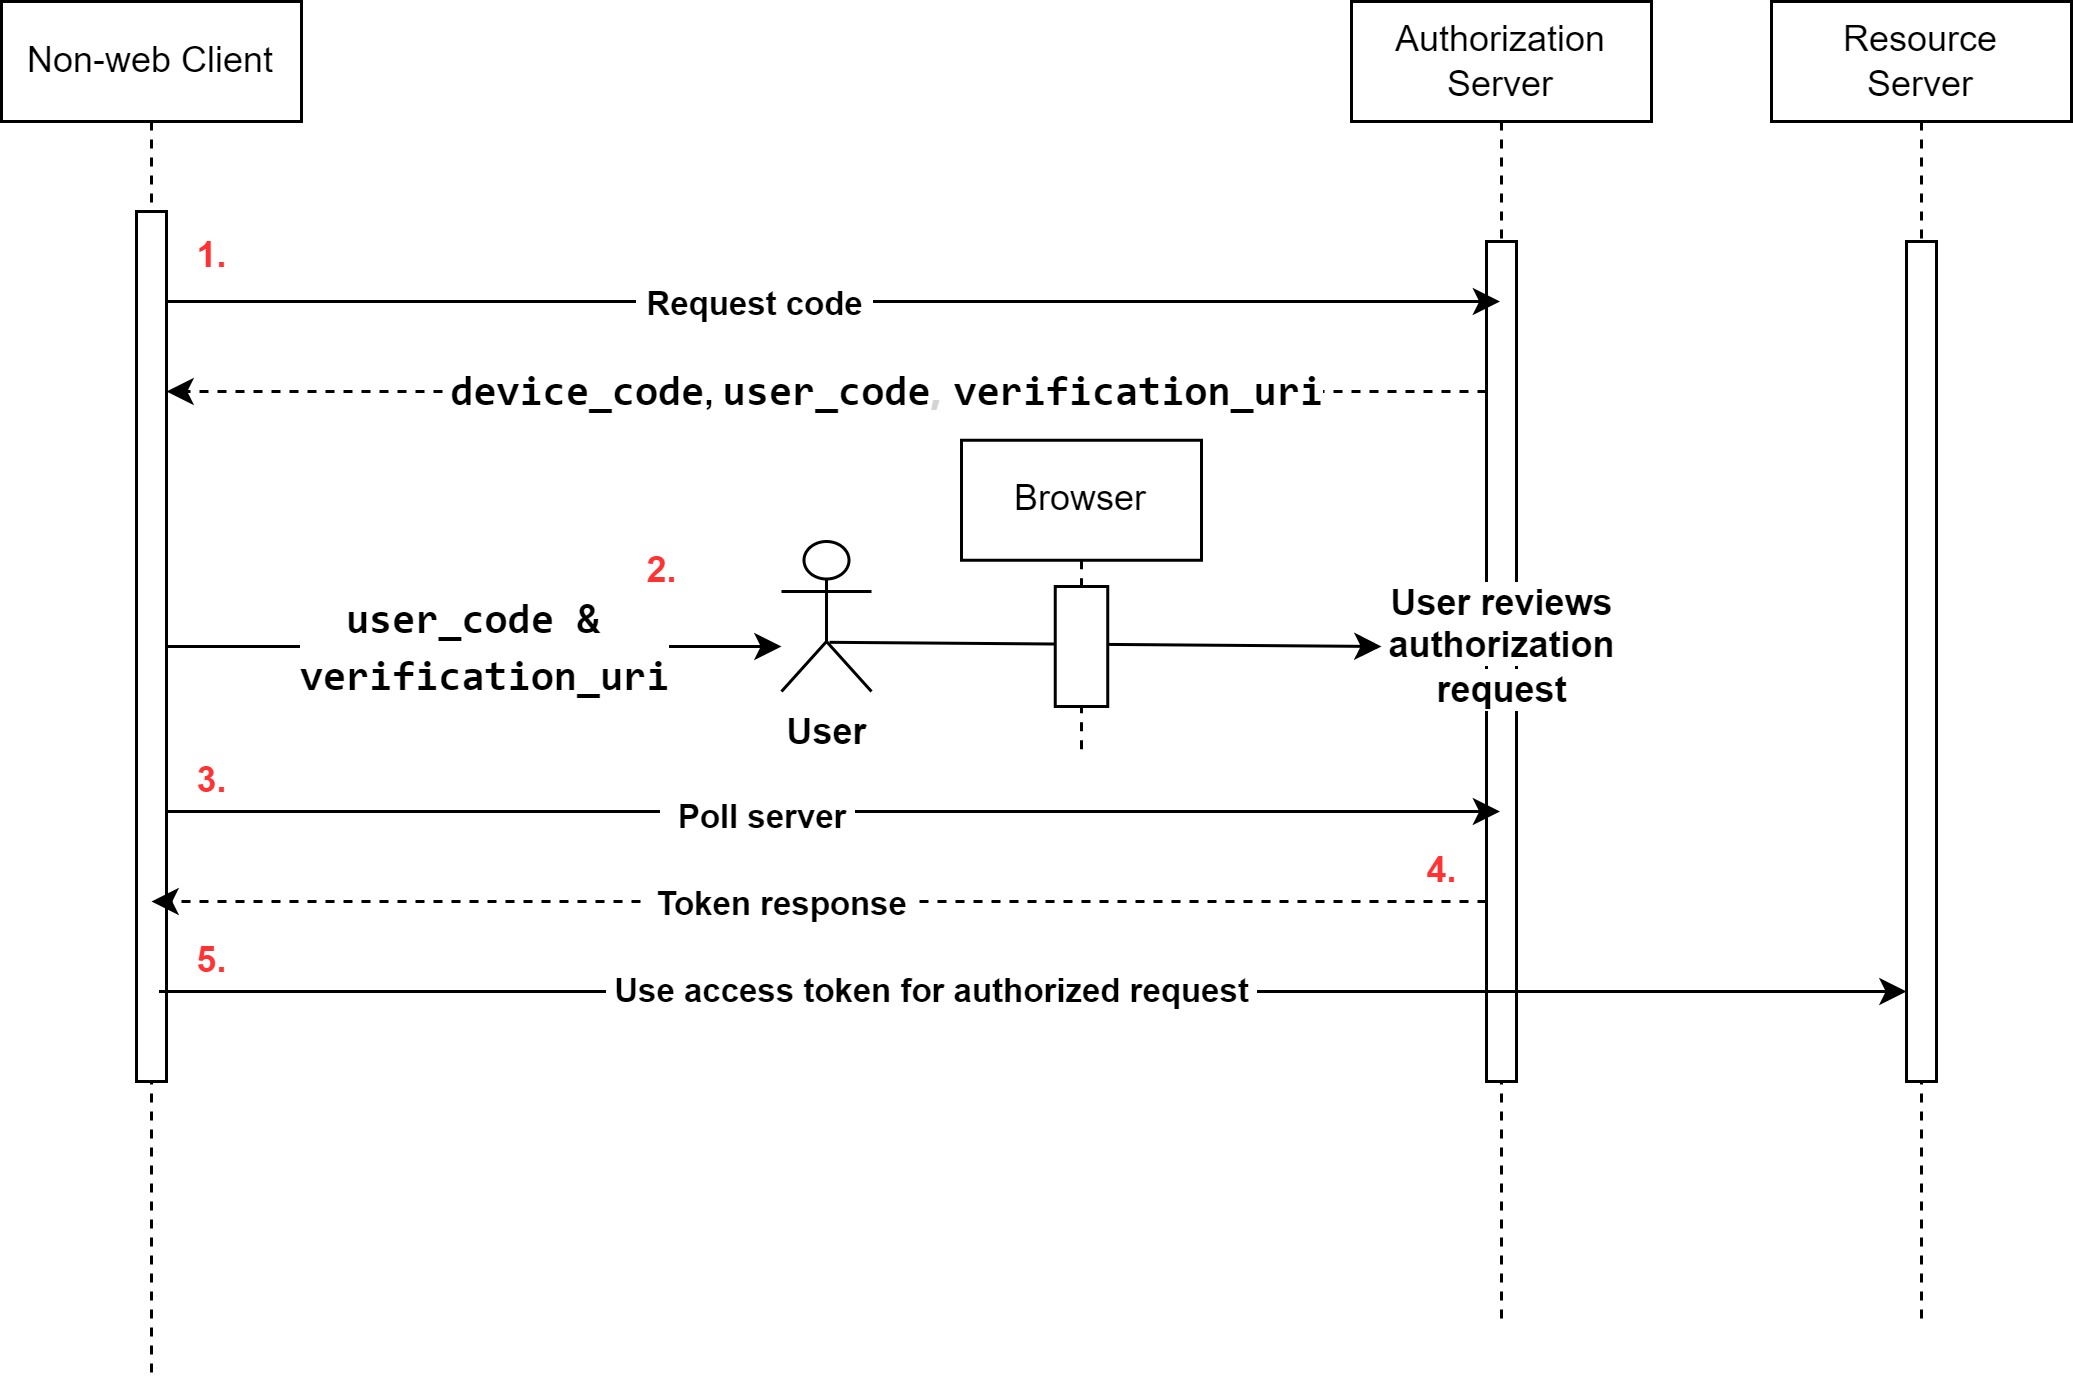 Non-web Client
Authorization
Server
Resource
Server
1.
Request code
device_code, user_code, verification_uri
Browser
2.
user_code &
verification_uri
User
User reviews
authorization
request
3.
Poll server
4.
Token response
5.
Use access token for authorized request